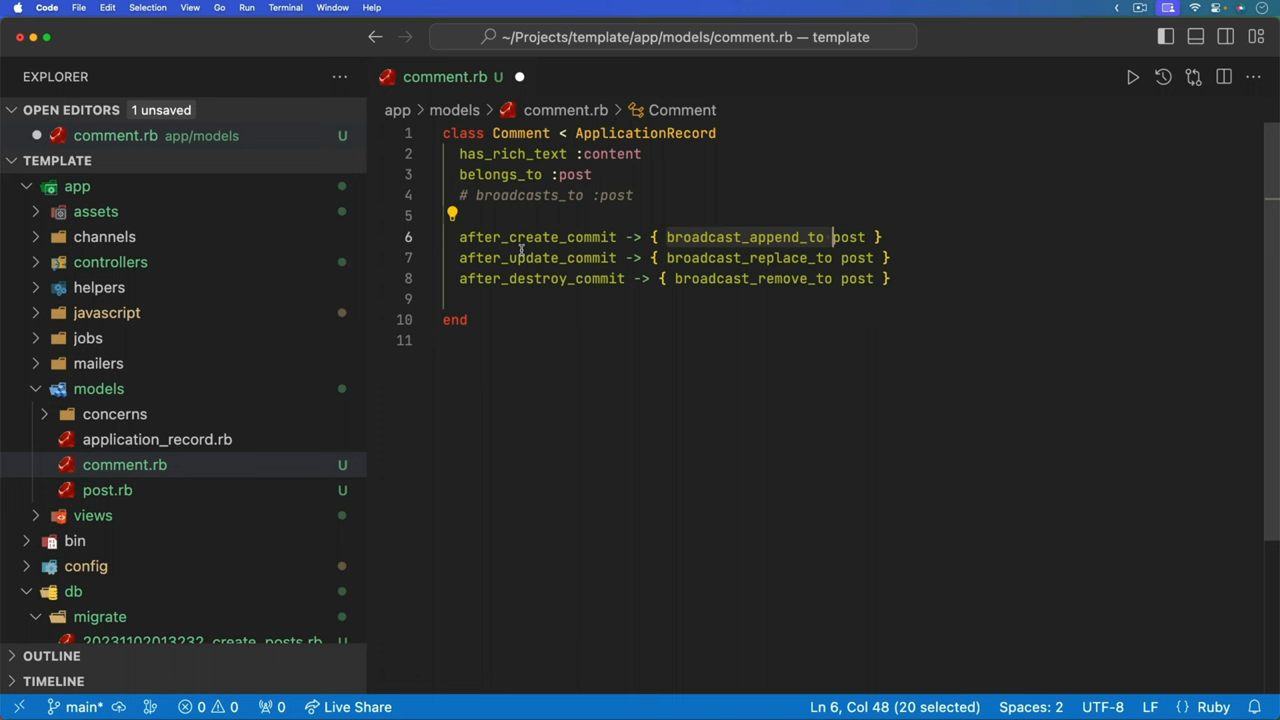 Code File Edit Selection View Go Run Terminal Window Help
~/Projects/template/app/models/comment.rb — template
EXPLORER
OPEN EDITORS 1 unsaved
comment.rb app/models U
TEMPLATE
app
assets
channels
controllers
helpers
javascript
jobs
mailers
models
concerns
application_record.rb
comment.rb U
post.rb U
views
bin
config
db
migrate
20231102013232_create_posts.rb U
OUTLINE
TIMELINE
comment.rb U
app > models > comment.rb > Comment
1 class Comment < ApplicationRecord
2 has_rich_text :content
3 belongs_to :post
4 # broadcasts_to :post
5
6 after_create_commit -> { broadcast_append_to post }
7 after_update_commit -> { broadcast_replace_to post }
8 after_destroy_commit -> { broadcast_remove_to post }
9
10 end
11
main* 0 0 0 Live Share Ln 6, Col 48 (20 selected) Spaces: 2 UTF-8 LF {} Ruby